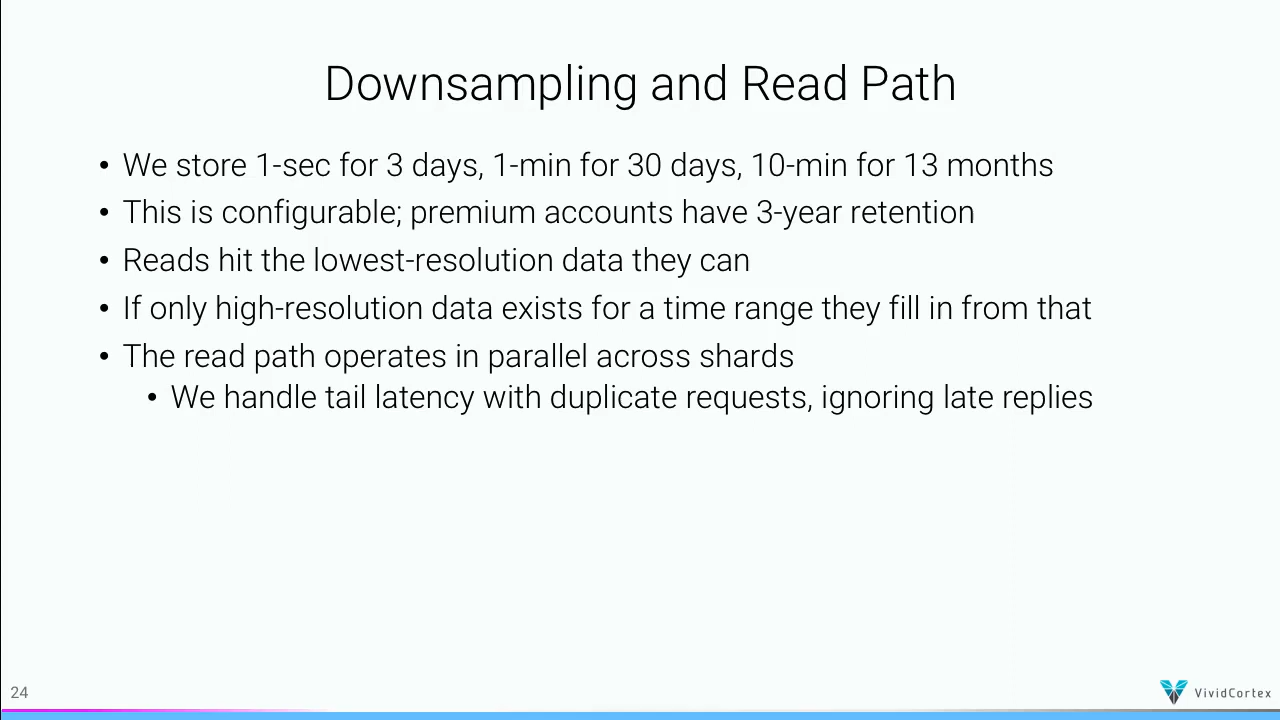 Downsampling and Read Path
• We store 1-sec for 3 days, 1-min for 30 days, 10-min for 13 months
• This is configurable; premium accounts have 3-year retention
• Reads hit the lowest-resolution data they can
• If only high-resolution data exists for a time range they fill in from that
• The read path operates in parallel across shards
• We handle tail latency with duplicate requests, ignoring late replies
24
VividCortex